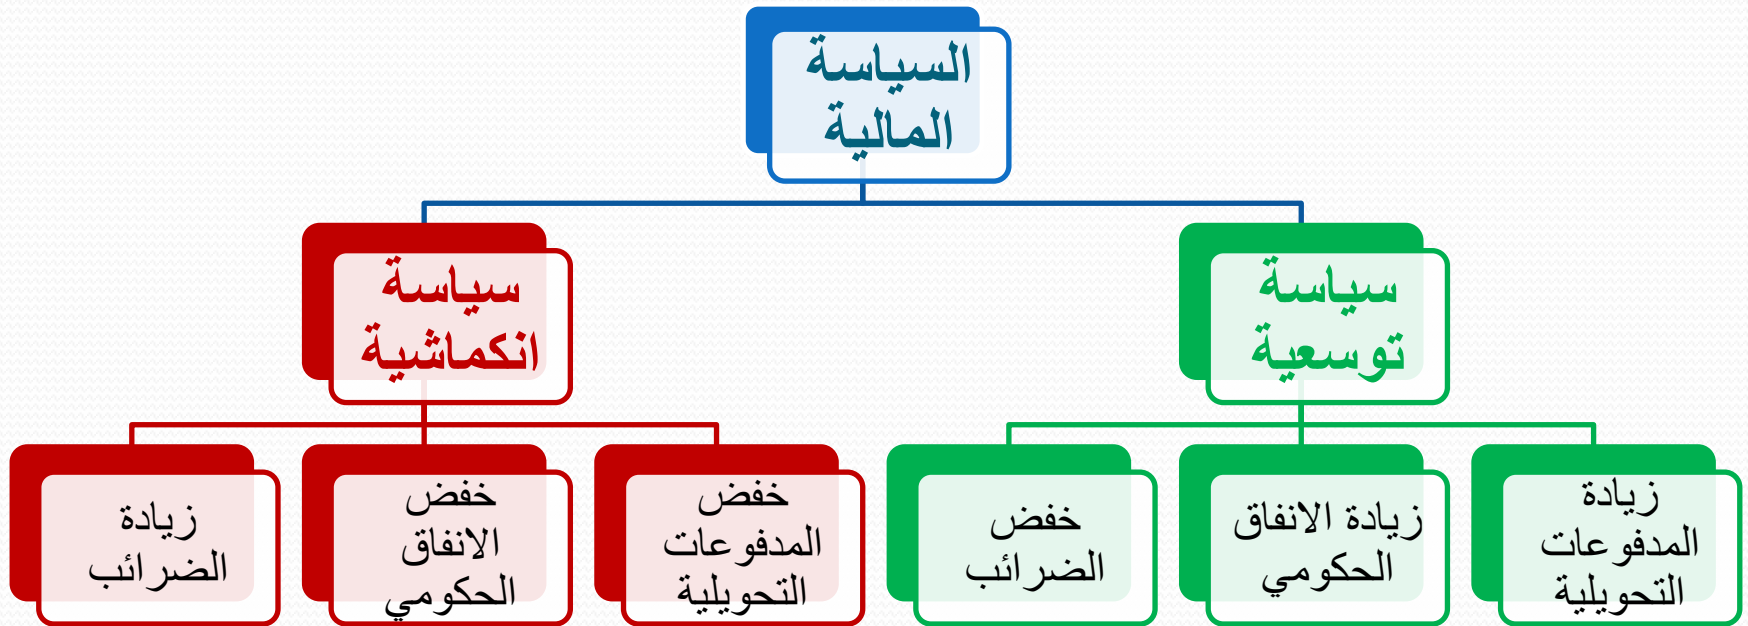 السياسة
المالية
سياسة
توسعية
سياسة
انكماشية
زيادة
المدفوعات
التحويلية
زيادة الانفاق
الحكومي
خفض
الضرائب
خفض
المدفوعات
التحويلية
خفض
الانفاق
الحكومي
زيادة
الضرائب